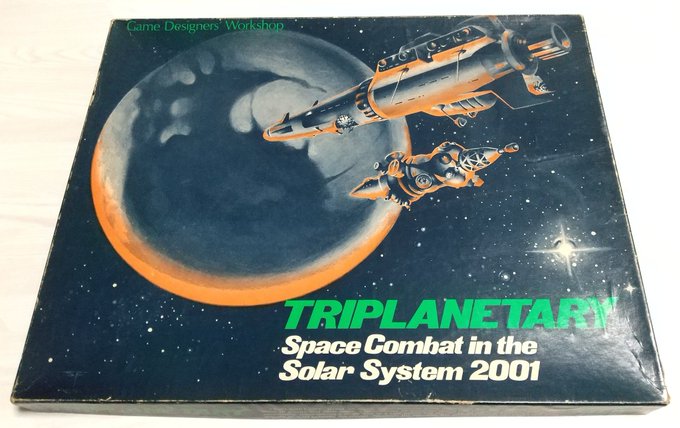 Game Designers' Workshop
TRIPLANETARY
Space Combat in the
Solar System 2001